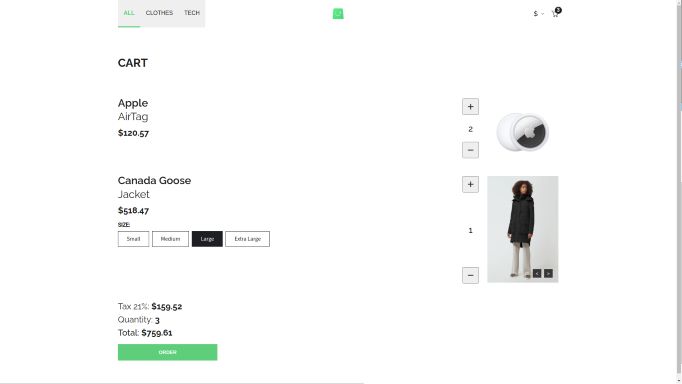 ALL CLOTHES TECH
$
3
CART
Apple
AirTag
$120.57
+
2
−
Canada Goose
Jacket
$518.47
SIZE:
Small Medium Large Extra Large
+
1
−
< >
Tax 21%: $159.52
Quantity: 3
Total: $759.61
ORDER